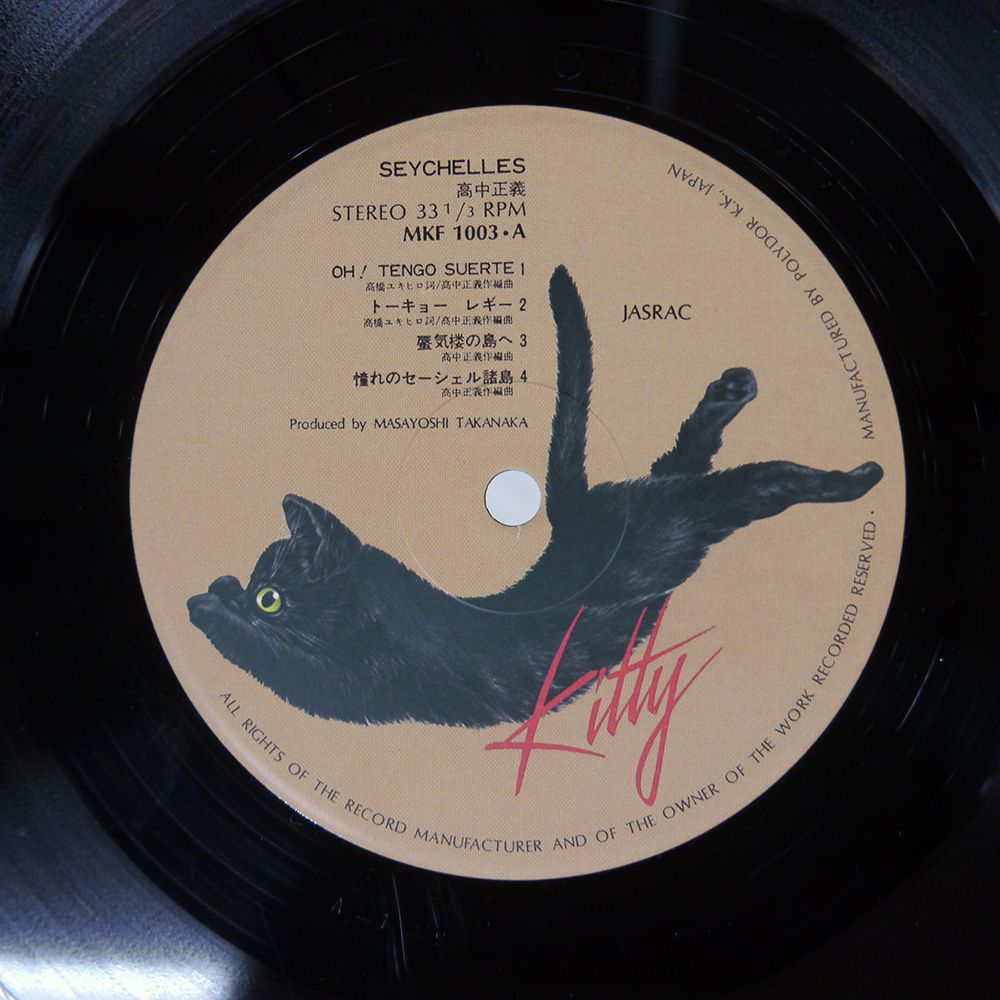 SEYCHELLES
高中正義
STEREO 33 1/3 RPM
MKF 1003・A
OH! TENGO SUERTE 1
高橋ユキヒロ詞/高中正義作編曲
トーキョー レギー 2
高橋ユキヒロ詞/高中正義作編曲
蜃気楼の島へ 3
高中正義作編曲
憧れのセーシェル諸島 4
高中正義作編曲
Produced by MASAYOSHI TAKANAKA
JASRAC
Kitty
ALL RIGHTS OF THE RECORD MANUFACTURER AND OF THE OWNER OF THE WORK RECORDED RESERVED・ MANUFACTURED BY POLYDOR K.K., JAPAN